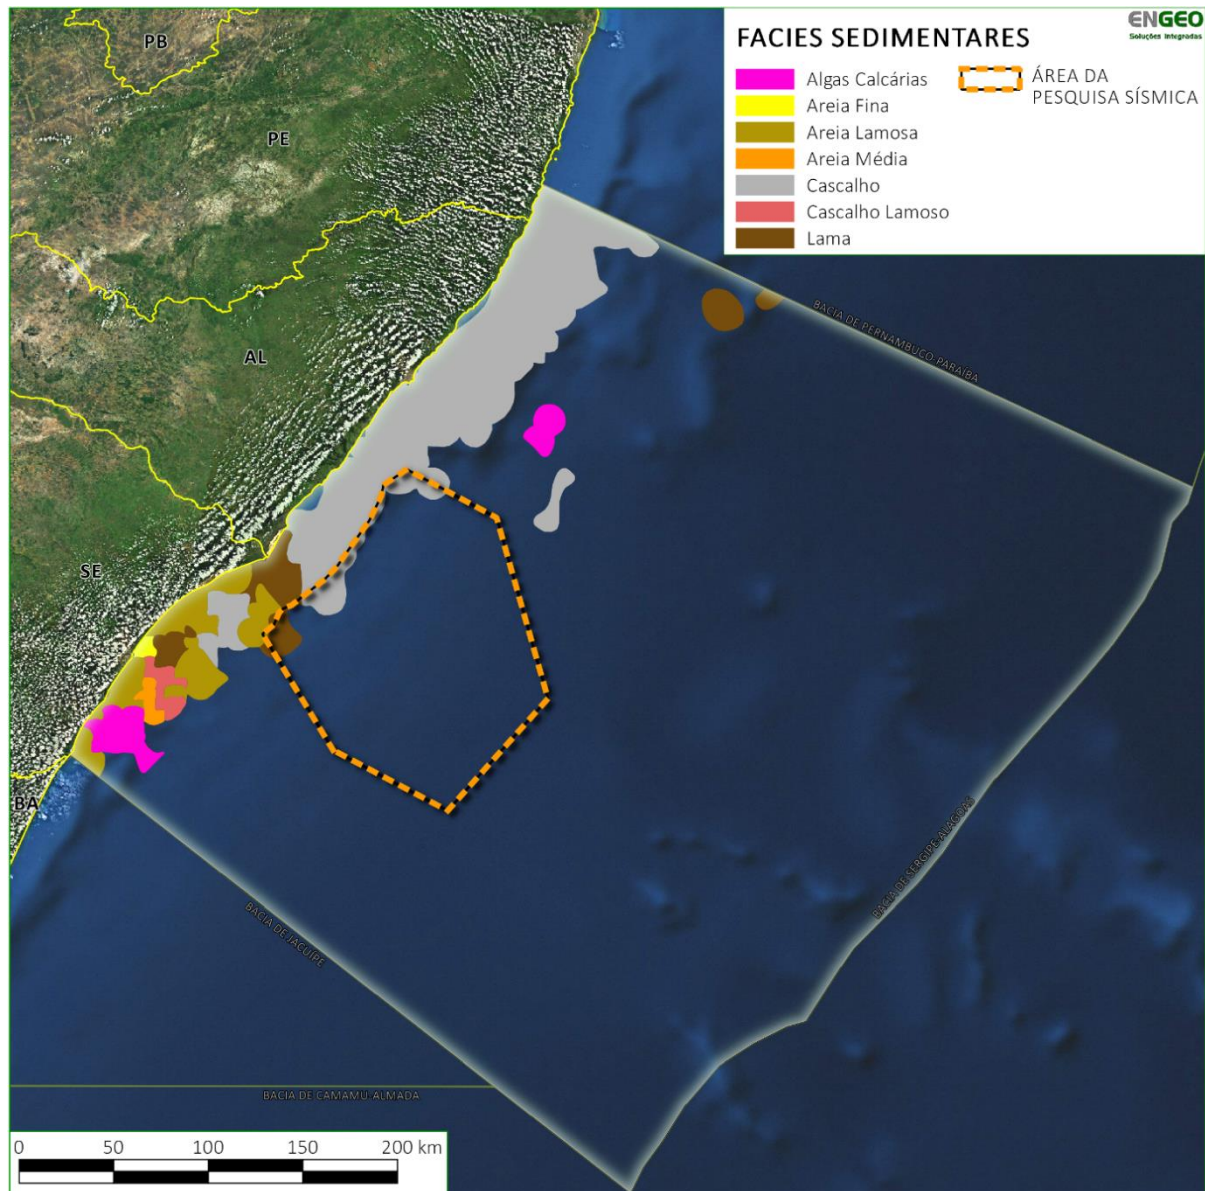 ENGEO
Soluções Integradas
FACIES SEDIMENTARES
Algas Calcárias
Areia Fina
Areia Lamosa
Areia Média
Cascalho
Cascalho Lamoso
Lama
ÁREA DA
PESQUISA SÍSMICA
PB
PE
AL
SE
BA
BACIA DE PERNAMBUCO-PARAÍBA
BACIA DE SERGIPE-ALAGOAS
BACIA DE JACUÍPE
BACIA DE CAMAMU-ALMADA
0 50 100 150 200 km